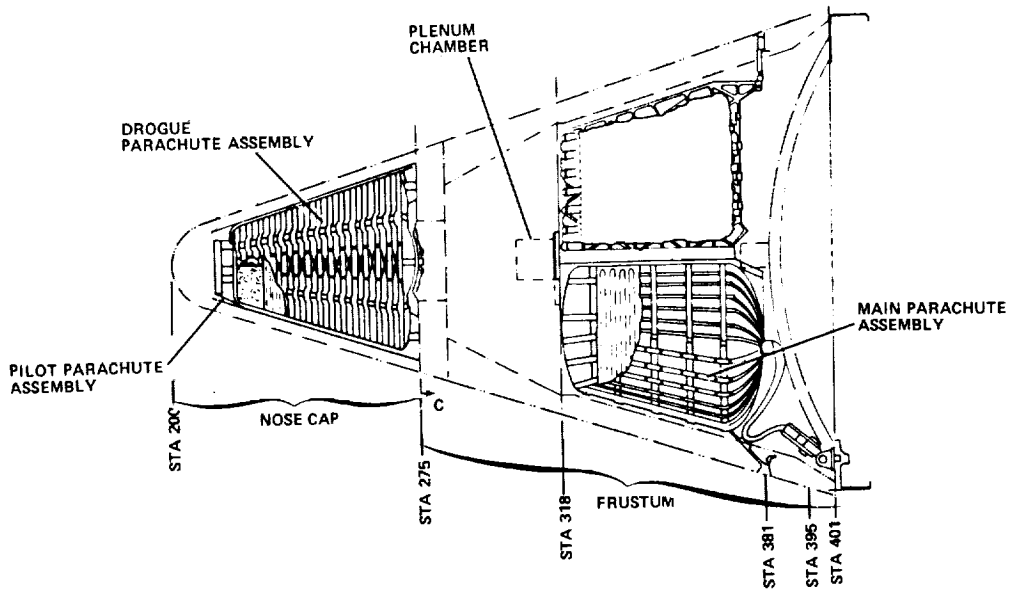 PLENUM
CHAMBER
DROGUE
PARACHUTE ASSEMBLY
MAIN PARACHUTE
ASSEMBLY
PILOT PARACHUTE
ASSEMBLY
C
NOSE CAP
FRUSTUM
STA 200
STA 275
STA 318
STA 381
STA 395
STA 401